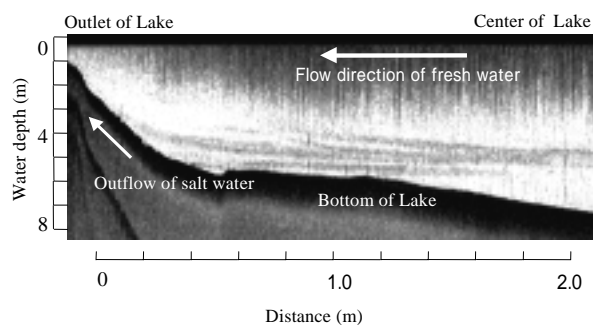 Outlet of Lake
Center of Lake
0
Flow direction of fresh water
4
Outflow of salt water
Bottom of Lake
8
Water depth (m)
0
1.0
2.0
Distance (m)